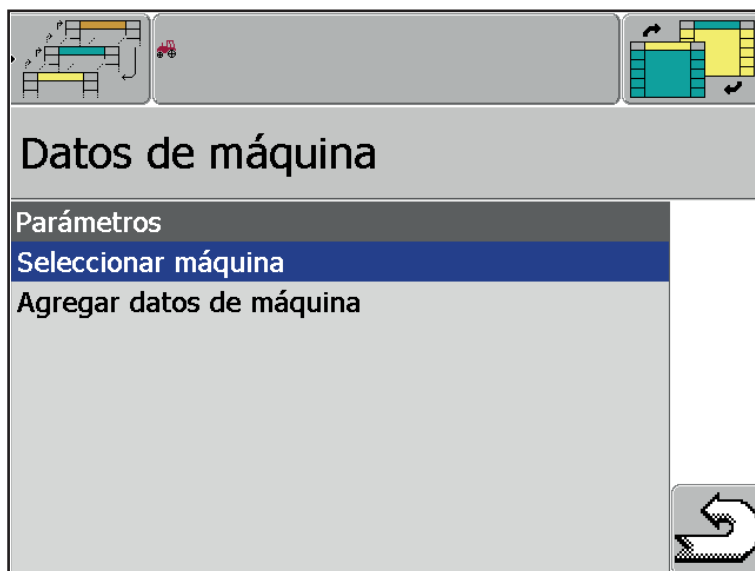 Datos de máquina
Parámetros
Seleccionar máquina
Agregar datos de máquina